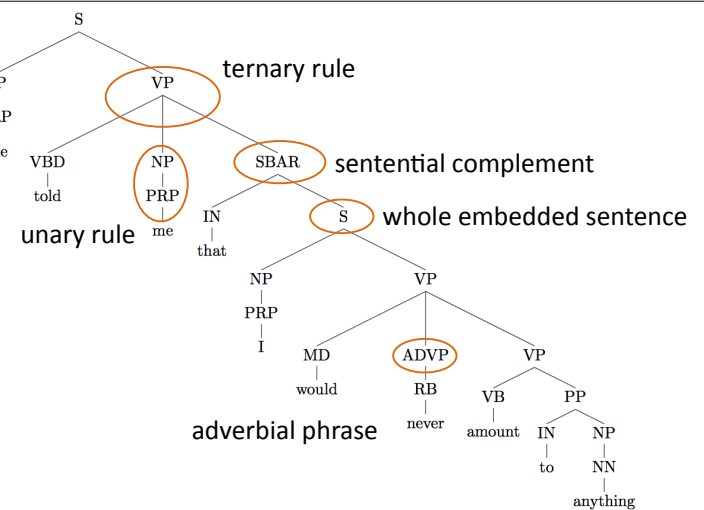 S
ternary rule
P VP
P
e VBD NP SBAR sentential complement
told PRP IN S whole embedded sentence
unary rule me that
NP VP
PRP
I MD ADVP VP
would RB VB PP
adverbial phrase never amount IN NP
to NN
anything